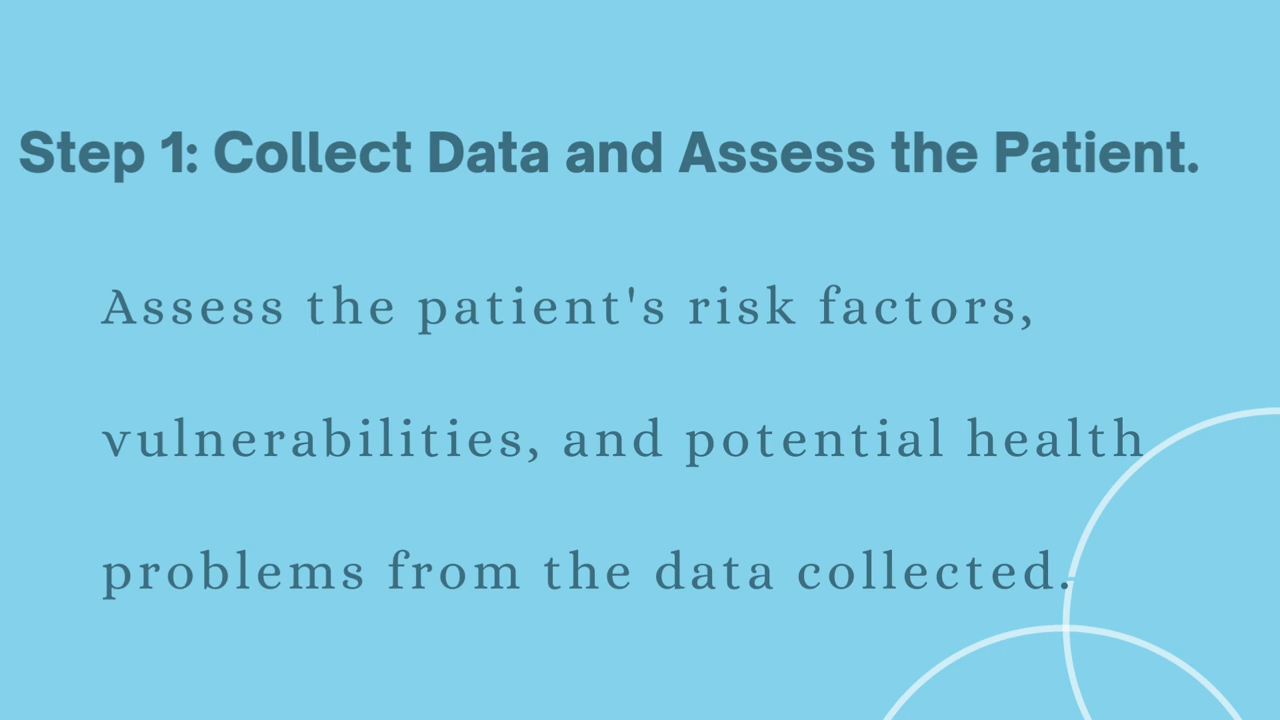 Step 1: Collect Data and Assess the Patient.
Assess the patient's risk factors,
vulnerabilities, and potential health
problems from the data collected.